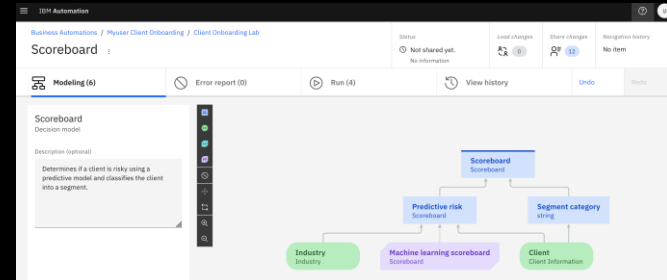 IBM Automation
Business Automations / Myuser Client Onboarding / Client Onboarding Lab
Scoreboard
Status
Not shared yet.
No information
Load changes
0
Share changes
12
Navigation history
No item
Modeling (6)
Error report (0)
Run (4)
View history
Undo
Redo
Scoreboard
Decision model
Description (optional)
Determines if a client is risky using a
predictive model and classifies the client
into a segment.
Scoreboard
Scoreboard
Predictive risk
Scoreboard
Segment category
string
Industry
Industry
Machine learning scoreboard
Scoreboard
Client
Client Information